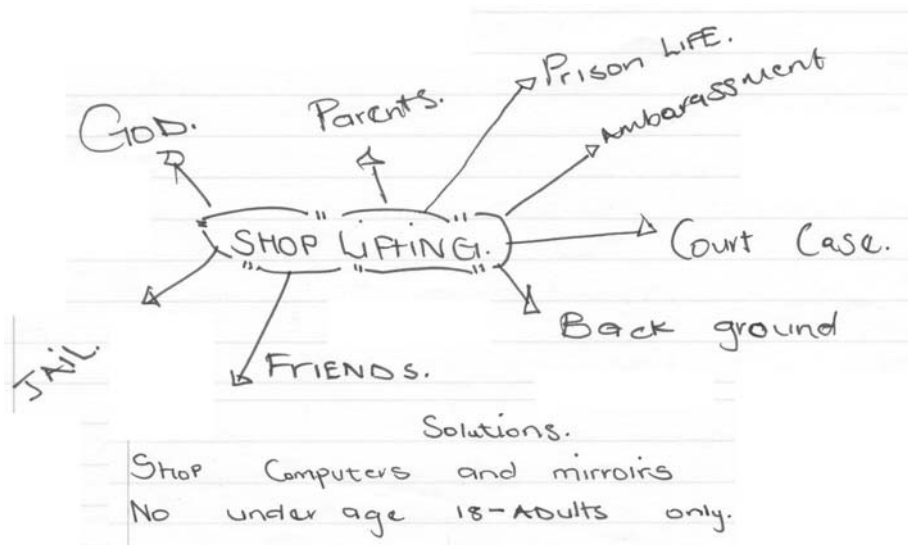 Prison LIFE.
Parents.
Ambarassment
GOD.
SHOP LIFTING.
Court Case.
Back ground
JAIL.
FRIENDS.
Solutions.
Shop Computers and mirroirs
No under age 18-Adults only.